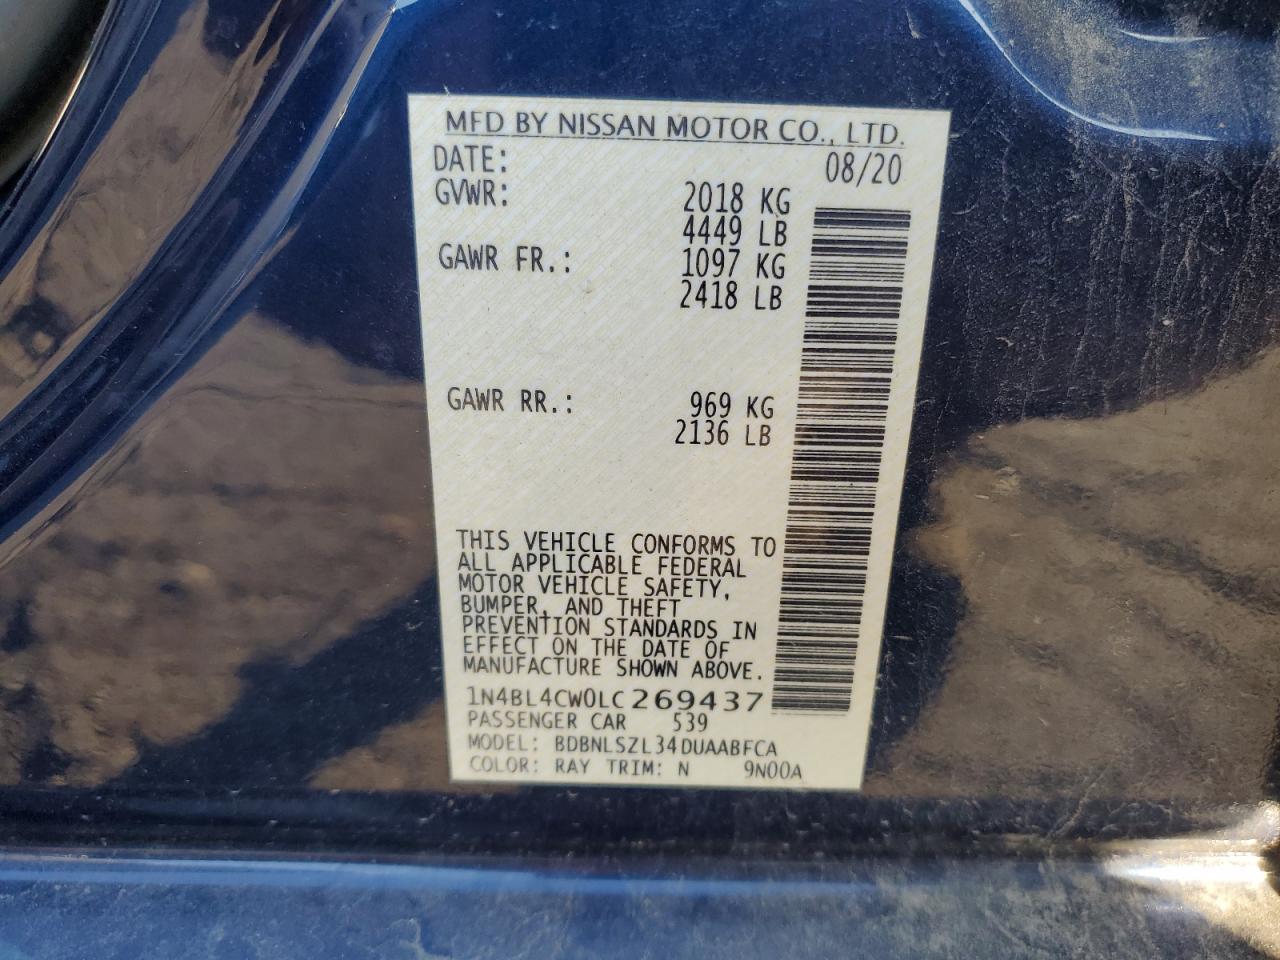 MFD BY NISSAN MOTOR CO., LTD.
DATE: 08/20
GVWR: 2018 KG
4449 LB
GAWR FR.: 1097 KG
2418 LB
GAWR RR.: 969 KG
2136 LB
THIS VEHICLE CONFORMS TO
ALL APPLICABLE FEDERAL
MOTOR VEHICLE SAFETY,
BUMPER, AND THEFT
PREVENTION STANDARDS IN
EFFECT ON THE DATE OF
MANUFACTURE SHOWN ABOVE.
1N4BL4CW0LC269437
PASSENGER CAR 539
MODEL: BDBNLSZL34DUAABFCA
COLOR: RAY TRIM: N 9N00A